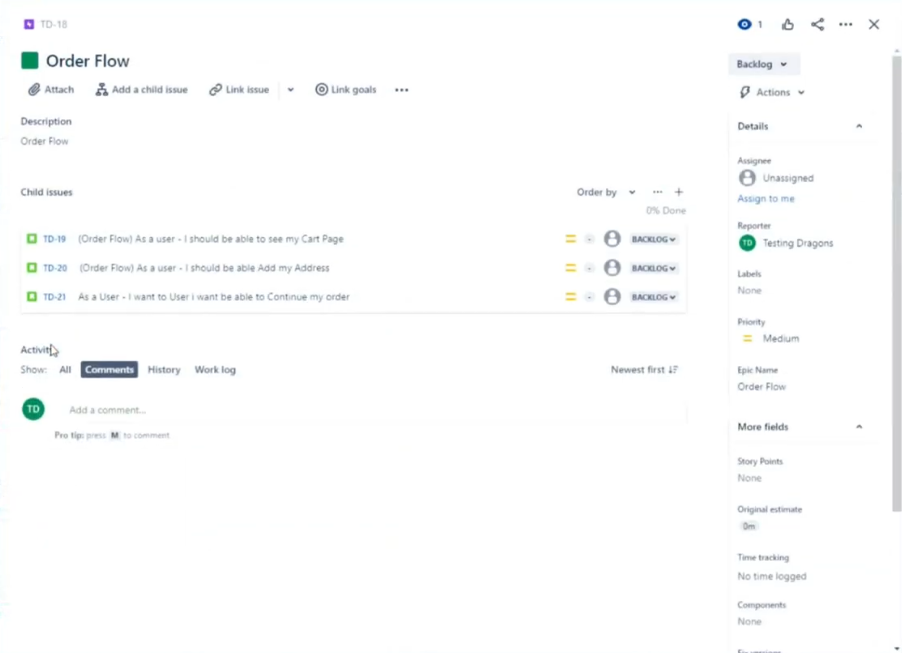 TD-18
1
Order Flow
Attach
Add a child issue
Link issue
Link goals
Description
Order Flow
Child issues
Order by
0% Done
TD-19 (Order Flow) As a user - I should be able to see my Cart Page BACKLOG
TD-20 (Order Flow) As a user - I should be able Add my Address BACKLOG
TD-21 As a User - I want to User i want be able to Continue my order BACKLOG
Activity
Show: All Comments History Work log Newest first
TD Add a comment...
Pro tip: press M to comment
Backlog
Actions
Details
Assignee
Unassigned
Assign to me
Reporter
TD Testing Dragons
Labels
None
Priority
Medium
Epic Name
Order Flow
More fields
Story Points
None
Original estimate
0m
Time tracking
No time logged
Components
None